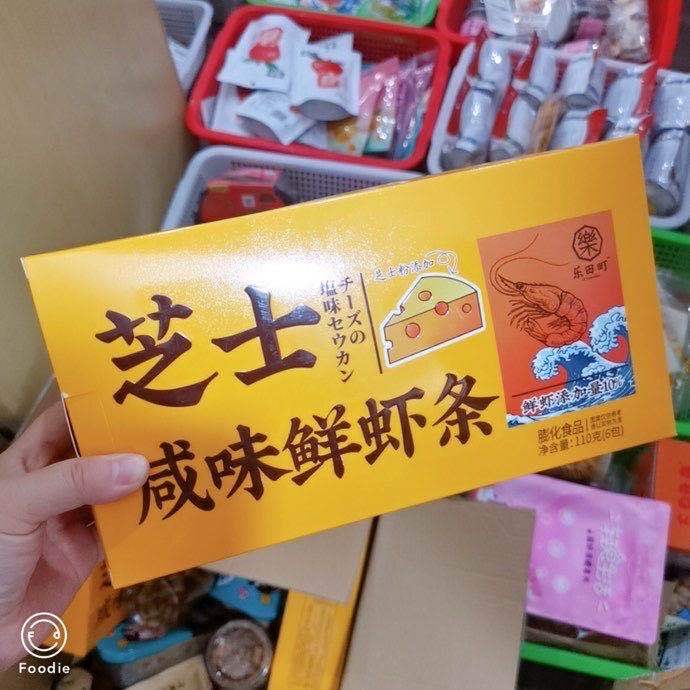 芝士
咸味鲜虾条
チーズの
塩味セウカン
芝士粉添加
樂
乐田町
鲜虾添加量10%
膨化食品
净含量:110克(6包)
Foodie